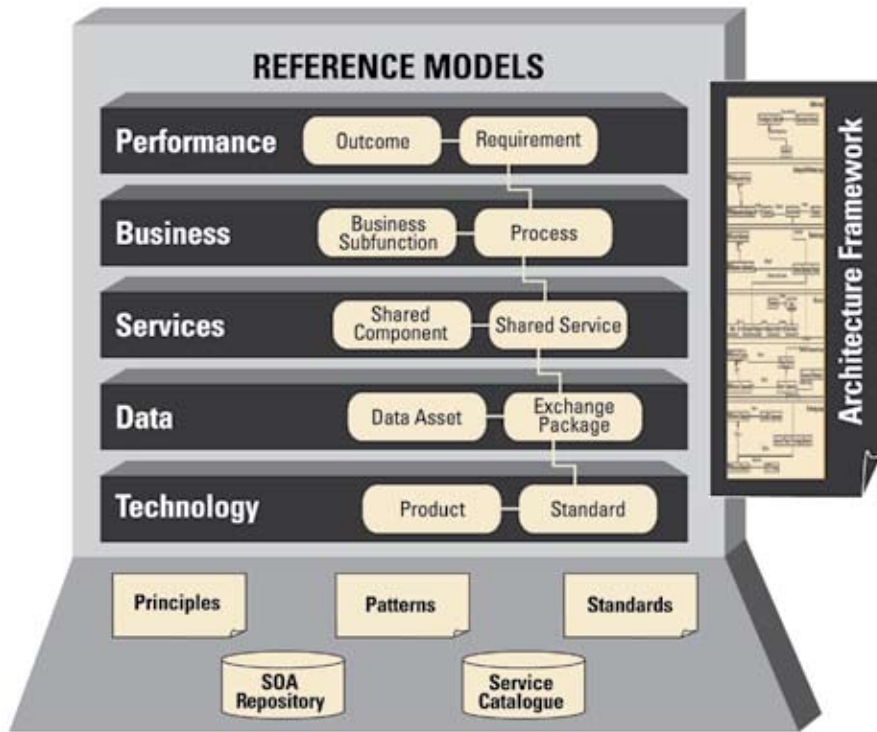 REFERENCE MODELS
Performance
Outcome
Requirement
Business
Business
Subfunction
Process
Services
Shared
Component
Shared Service
Data
Data Asset
Exchange
Package
Technology
Product
Standard
Architecture Framework
Principles
Patterns
Standards
SOA
Repository
Service
Catalogue